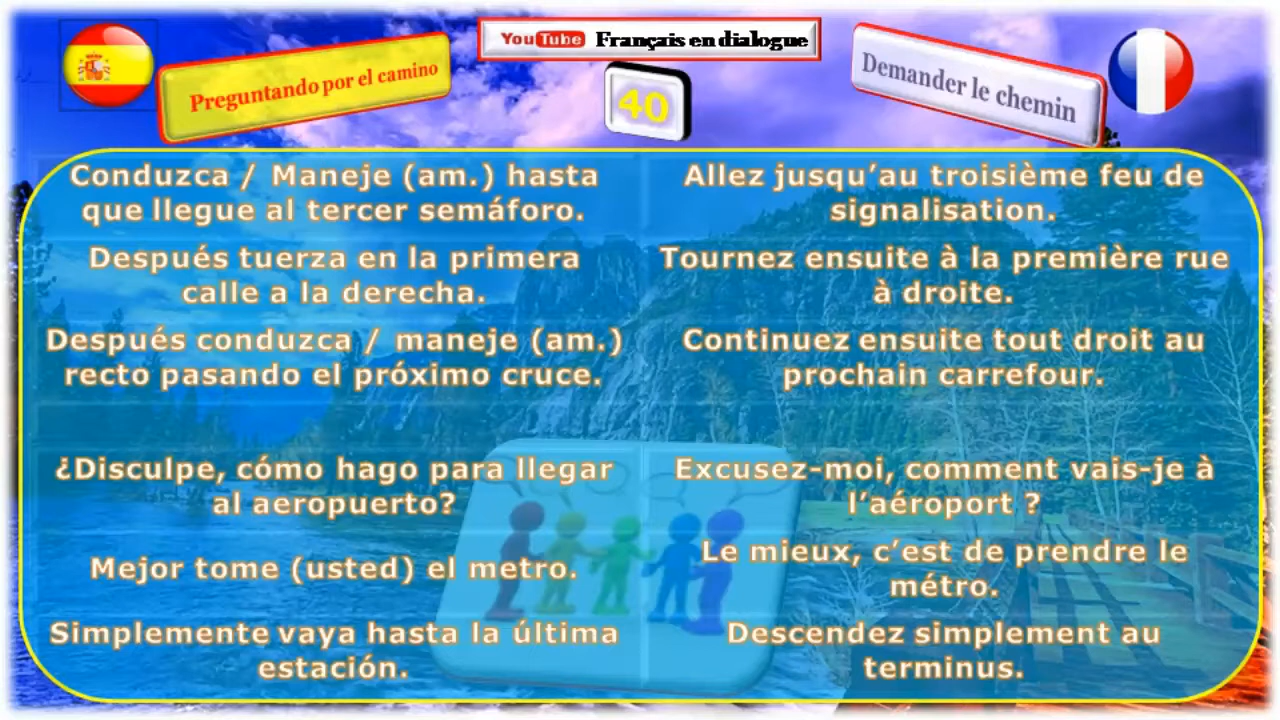 YouTube Français en dialogue
Preguntando por el camino
40
Demander le chemin
Conduzca / Maneje (am.) hasta
que llegue al tercer semáforo.
Allez jusqu’au troisième feu de
signalisation.
Después tuerza en la primera
calle a la derecha.
Tournez ensuite à la première rue
à droite.
Después conduzca / maneje (am.)
recto pasando el próximo cruce.
Continuez ensuite tout droit au
prochain carrefour.
¿Disculpe, cómo hago para llegar
al aeropuerto?
Excusez-moi, comment vais-je à
l’aéroport ?
Mejor tome (usted) el metro.
Le mieux, c’est de prendre le
métro.
Simplemente vaya hasta la última
estación.
Descendez simplement au
terminus.